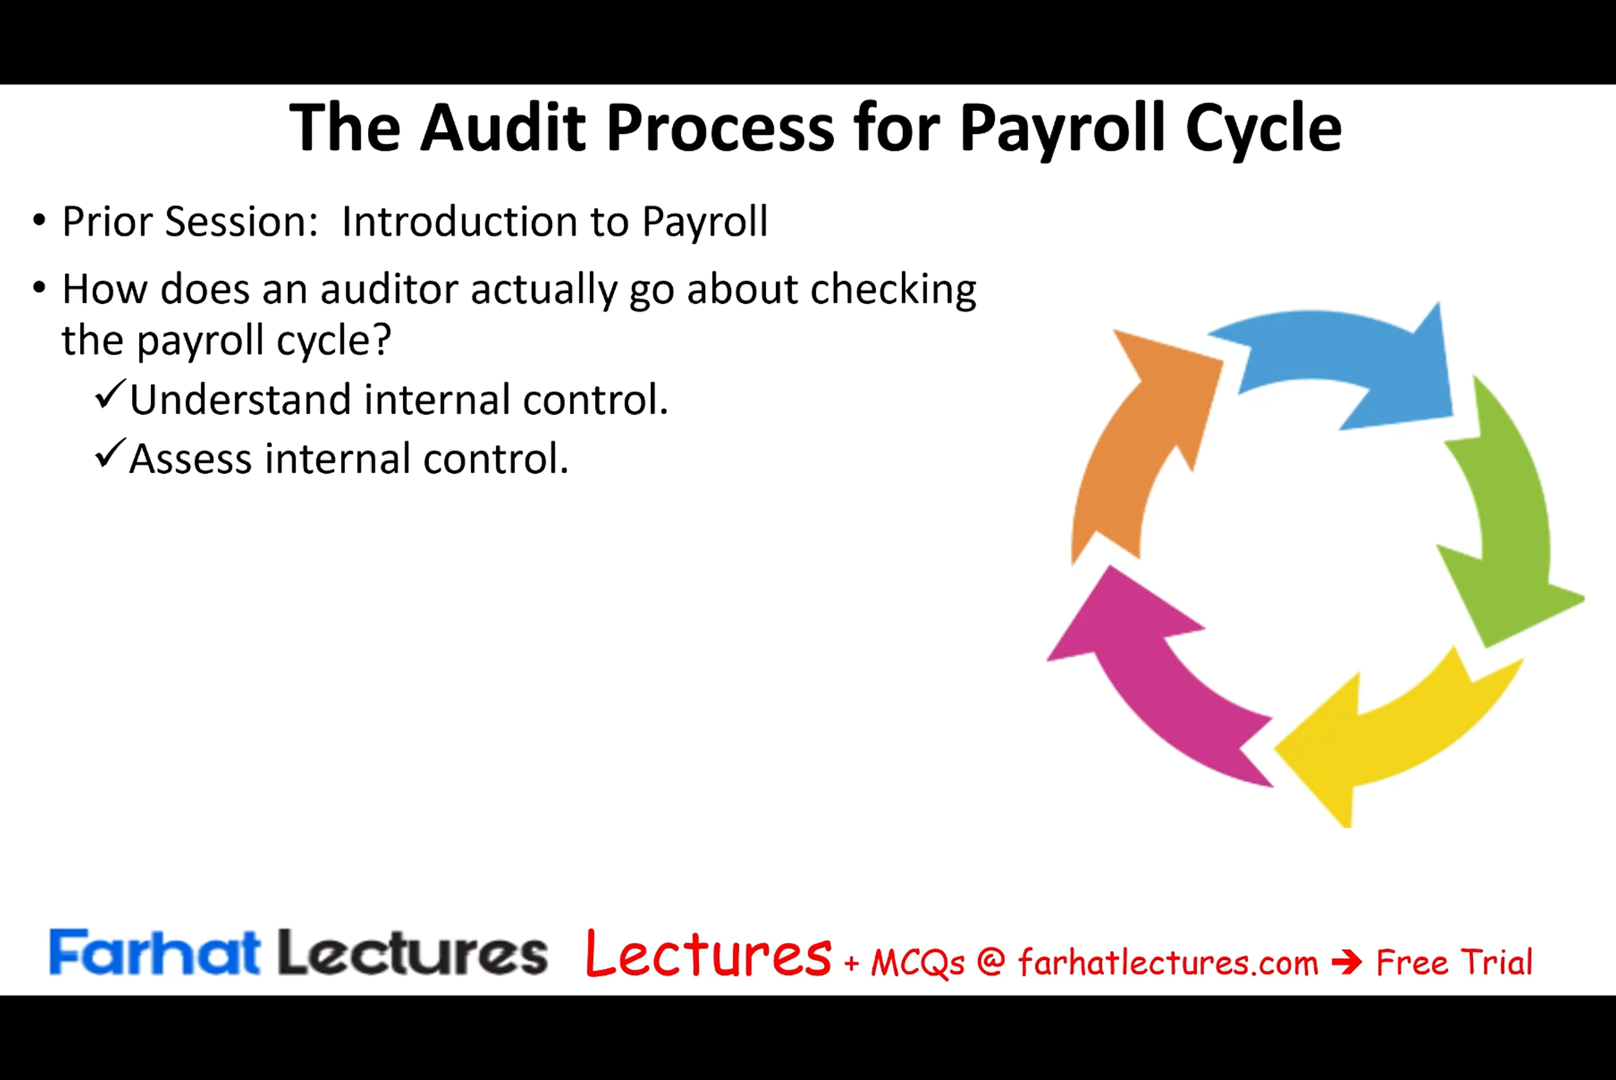 The Audit Process for Payroll Cycle
• Prior Session: Introduction to Payroll
• How does an auditor actually go about checking
the payroll cycle?
✓Understand internal control.
✓Assess internal control.
Farhat Lectures Lectures + MCQs @ farhatlectures.com → Free Trial